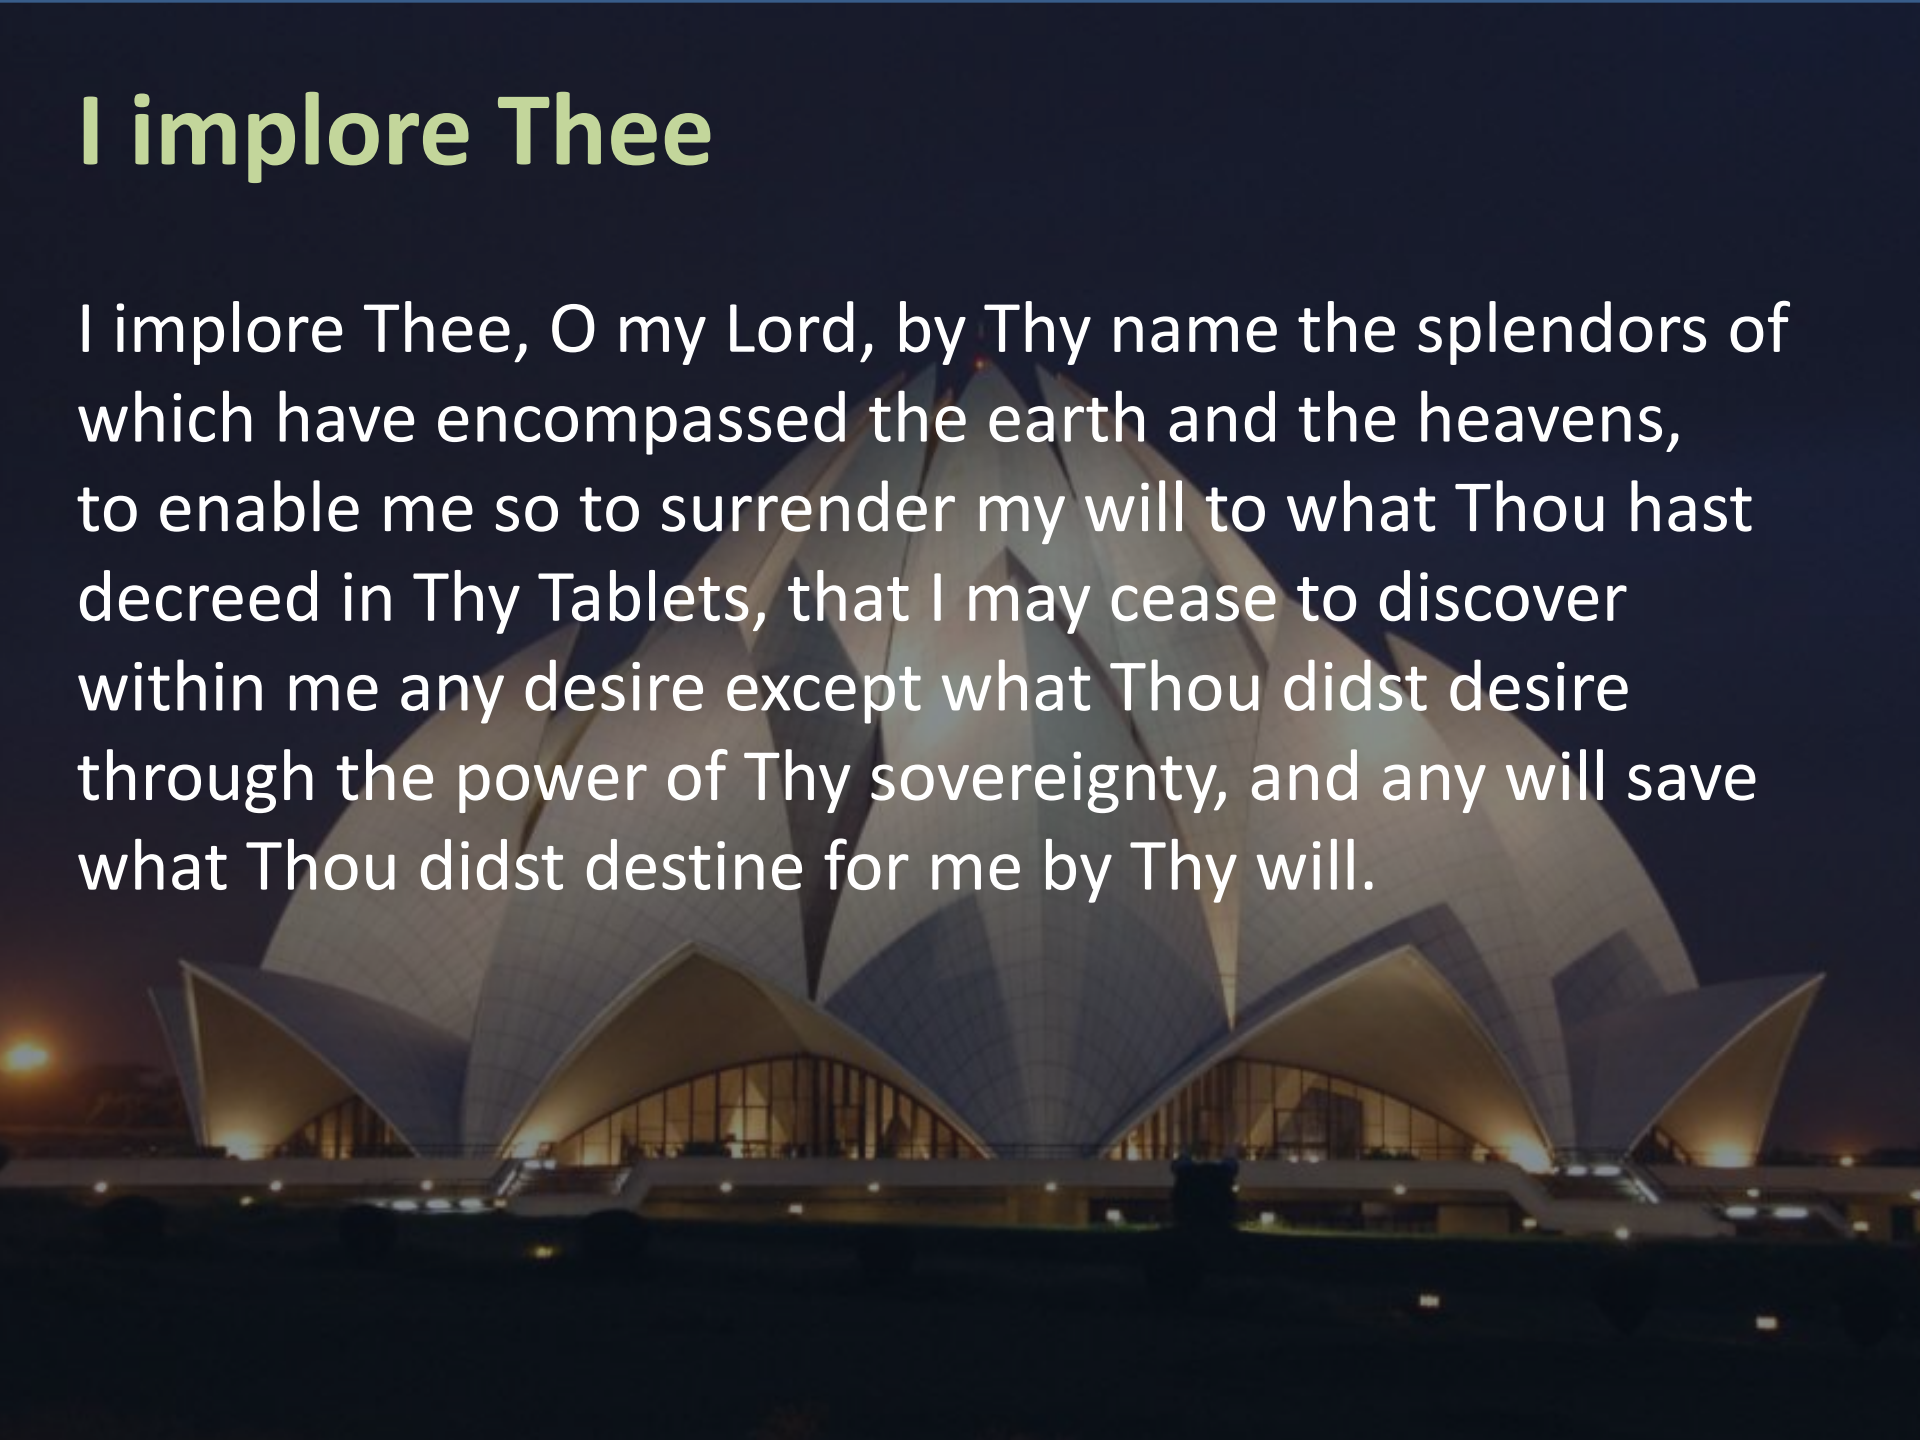 I implore Thee
I implore Thee, O my Lord, by Thy name the splendors of
which have encompassed the earth and the heavens,
to enable me so to surrender my will to what Thou hast
decreed in Thy Tablets, that I may cease to discover
within me any desire except what Thou didst desire
through the power of Thy sovereignty, and any will save
what Thou didst destine for me by Thy will.